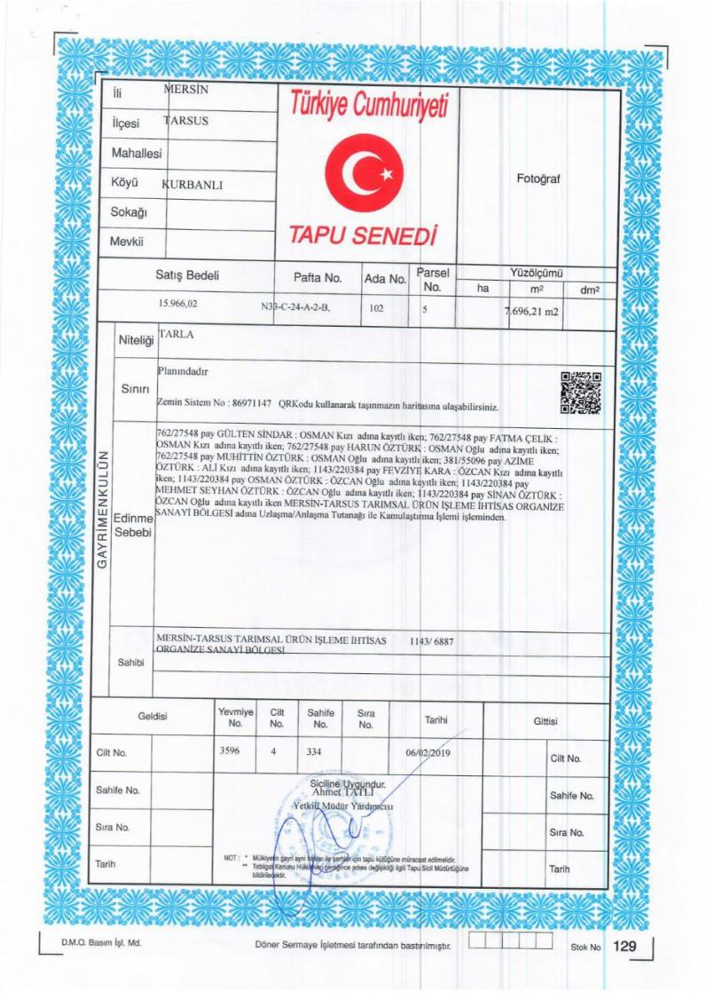 İli MERSİN
İlçesi TARSUS
Mahallesi
Köyü KURBANLI
Sokağı
Mevkii
Türkiye Cumhuriyeti
TAPU SENEDİ
Fotoğraf
Satış Bedeli
Pafta No.
Ada No.
Parsel No.
Yüzölçümü
ha
m²
dm²
15.966,02
N33-C-24-A-2-B,
102
5
7.696,21 m2
GAYRİMENKULÜN
Niteliği
TARLA
Sınırı
Planındadır
Zemin Sistem No : 86971147 QRKodu kullanarak taşınmazın haritasına ulaşabilirsiniz.
Edinme Sebebi
762/27548 pay GÜLTEN SİNDAR : OSMAN Kızı adına kayıtlı iken; 762/27548 pay FATMA ÇELİK :
OSMAN Kızı adına kayıtlı iken; 762/27548 pay HARUN ÖZTÜRK : OSMAN Oğlu adına kayıtlı iken;
762/27548 pay MUHİTTİN ÖZTÜRK : OSMAN Oğlu adına kayıtlı iken; 381/55096 pay AZİME
ÖZTÜRK : ALİ Kızı adına kayıtlı iken; 1143/220384 pay FEVZİYE KARA : ÖZCAN Kızı adına kayıtlı
iken; 1143/220384 pay OSMAN ÖZTÜRK : ÖZCAN Oğlu adına kayıtlı iken; 1143/220384 pay
MEHMET SEYHAN ÖZTÜRK : ÖZCAN Oğlu adına kayıtlı iken; 1143/220384 pay SİNAN ÖZTÜRK :
ÖZCAN Oğlu adına kayıtlı iken MERSİN-TARSUS TARIMSAL ÜRÜN İŞLEME İHTİSAS ORGANİZE
SANAYİ BÖLGESİ adına Uzlaşma/Anlaşma Tutanağı ile Kamulaştırma İşlemi işleminden.
Sahibi
MERSİN-TARSUS TARIMSAL ÜRÜN İŞLEME İHTİSAS 1143/ 6887
ORGANİZE SANAYİ BÖLGESİ
Geldisi
Yevmiye No.
Cilt No.
Sahife No.
Sıra No.
Tarihi
Gittisi
Cilt No.
3596
4
334
06/02/2019
Cilt No.
Sahife No.
Siciline Uygundur.
Ahmet TATLI
Yetkili Müdür Yardımcısı
Sahife No.
Sıra No.
Sıra No.
Tarih
NOT : * Mülkiyetin gayri ayni haklar ile şerhler için tapu kütüğüne müracaat edilmelidir.
** Tebligat Kanunu Hükümleri gereğince adres değişikliği ilgili Tapu Sicil Müdürlüğüne
bildirilecektir.
Tarih
D.M.O. Basım İşl. Md.
Döner Sermaye İşletmesi tarafından bastırılmıştır.
Stok No 129